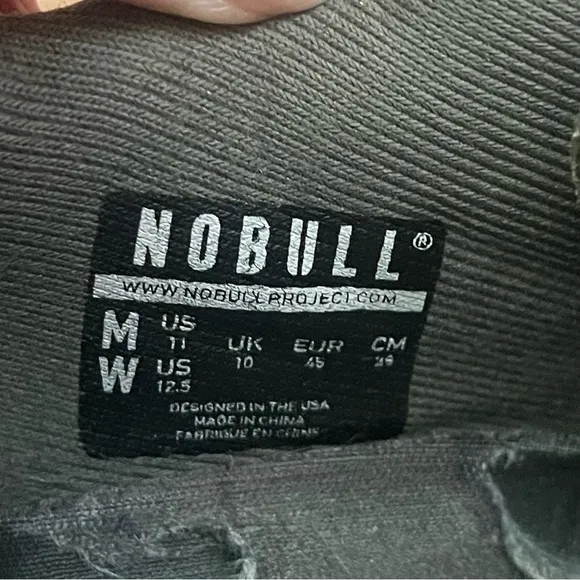 NOBULL®
WWW.NOBULLPROJECT.COM
M US 11
W US 12.5
UK 10
EUR 45
CM 29
DESIGNED IN THE USA
MADE IN CHINA
FABRIQUE EN CHINE